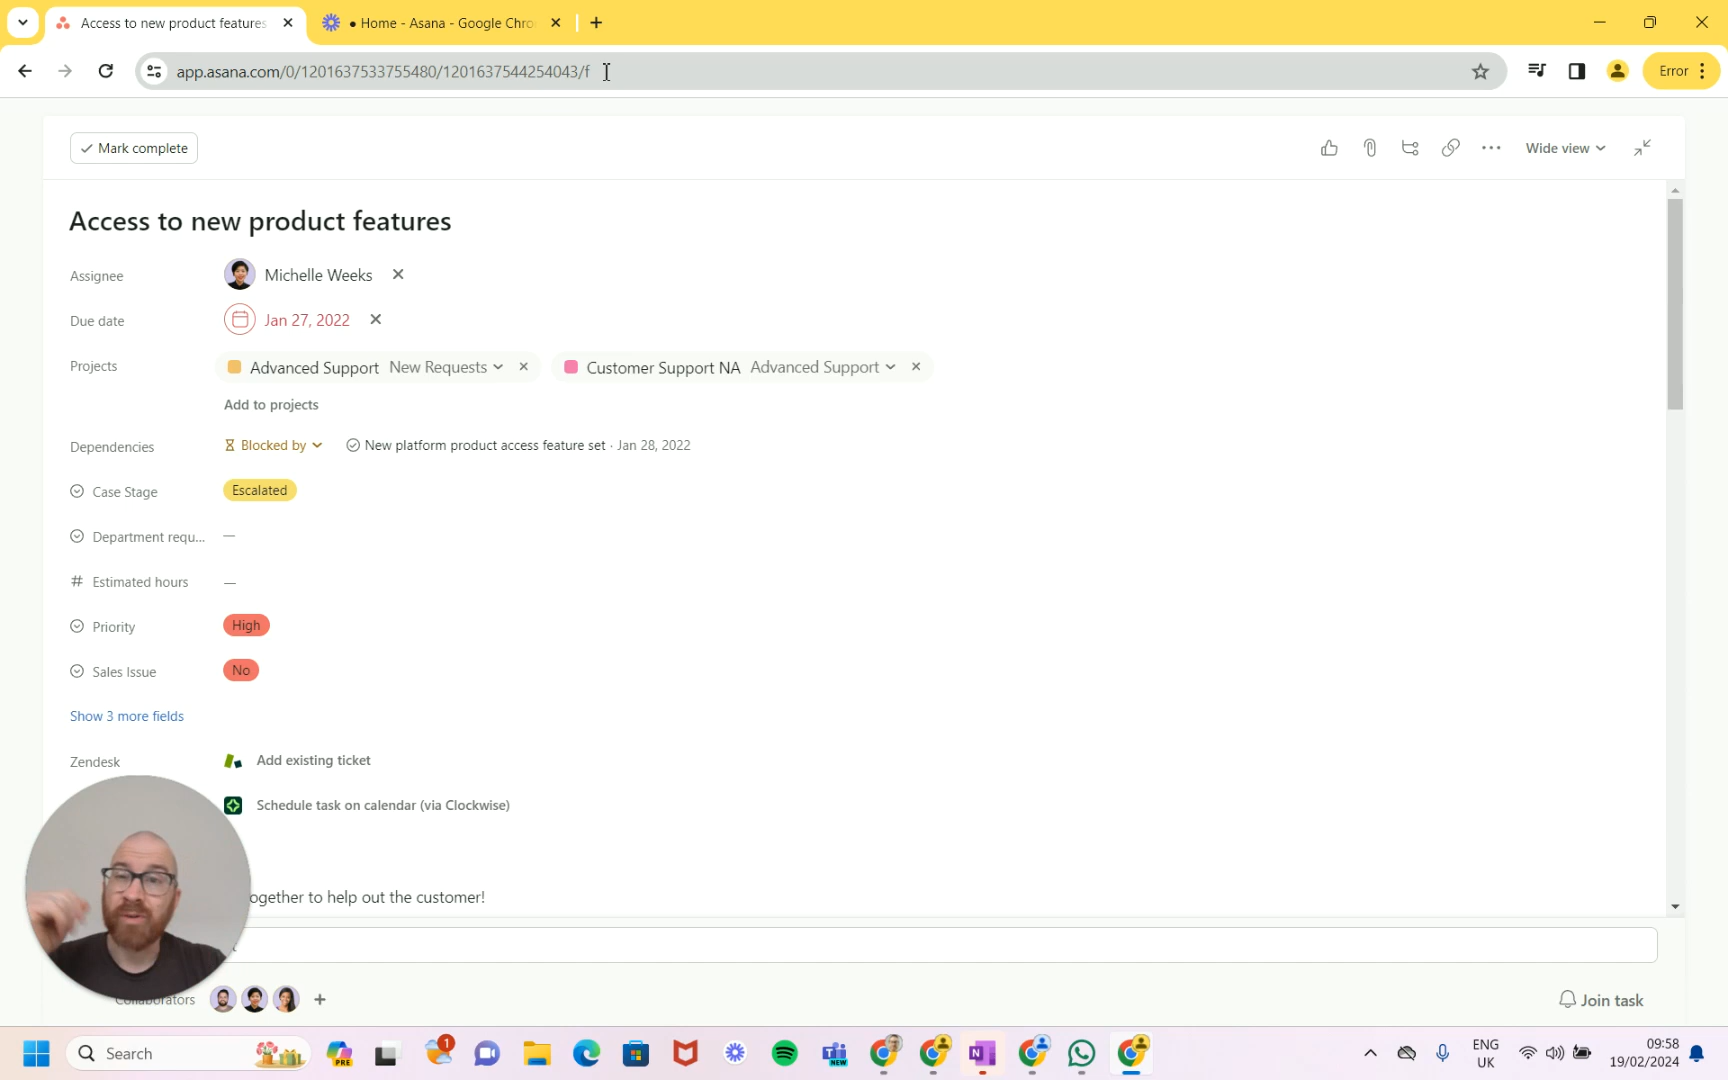 Access to new product features
• Home - Asana - Google Chro
app.asana.com/0/1201637533755480/1201637544254043/f
Error
Mark complete
Wide view
Access to new product features
Assignee
Michelle Weeks
Due date
Jan 27, 2022
Projects
Advanced Support New Requests
Customer Support NA Advanced Support
Add to projects
Dependencies
Blocked by
New platform product access feature set · Jan 28, 2022
Case Stage
Escalated
Department requ... —
# Estimated hours —
Priority
High
Sales Issue
No
Show 3 more fields
Zendesk
Add existing ticket
Schedule task on calendar (via Clockwise)
ogether to help out the customer!
Collaborators
Join task
Search
PRE
1
NEW
ENG
UK
09:58
19/02/2024